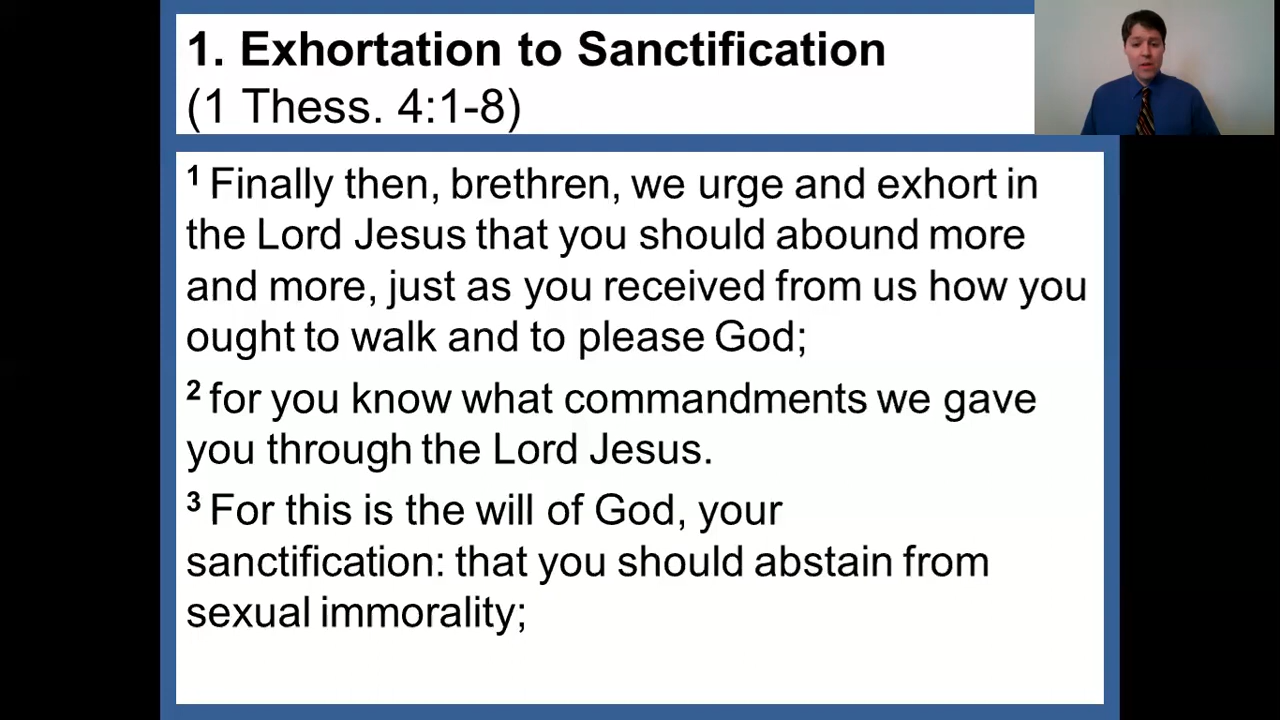 1. Exhortation to Sanctification
(1 Thess. 4:1-8)
1 Finally then, brethren, we urge and exhort in
the Lord Jesus that you should abound more
and more, just as you received from us how you
ought to walk and to please God;
2 for you know what commandments we gave
you through the Lord Jesus.
3 For this is the will of God, your
sanctification: that you should abstain from
sexual immorality;